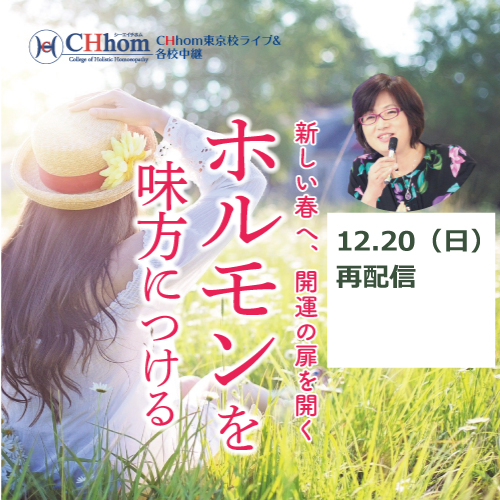 シーエイチホム
CHhom
College of Holistic Homoeopathy
CHhom東京校ライブ&
各校中継
新しい春へ、開運の扉を開く
ホルモンを
味方につける
12.20（日）
再配信